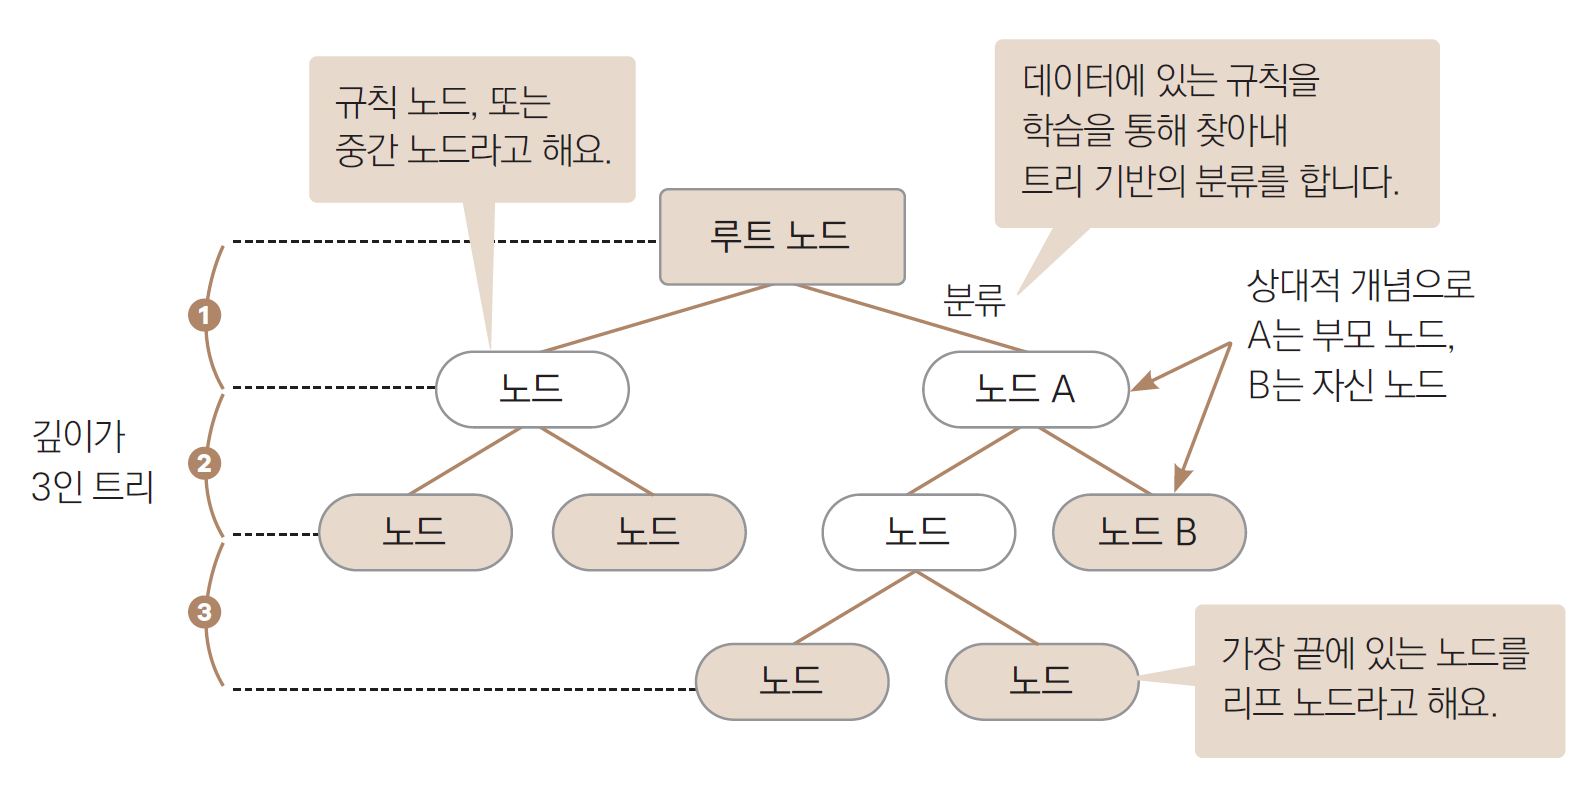 규칙 노드, 또는
중간 노드라고 해요.
데이터에 있는 규칙을
학습을 통해 찾아내
트리 기반의 분류를 합니다.
루트 노드
분류
상대적 개념으로
A는 부모 노드,
B는 자신 노드
1
노드
노드 A
깊이가
3인 트리
2
노드
노드
노드
노드 B
3
노드
노드
가장 끝에 있는 노드를
리프 노드라고 해요.